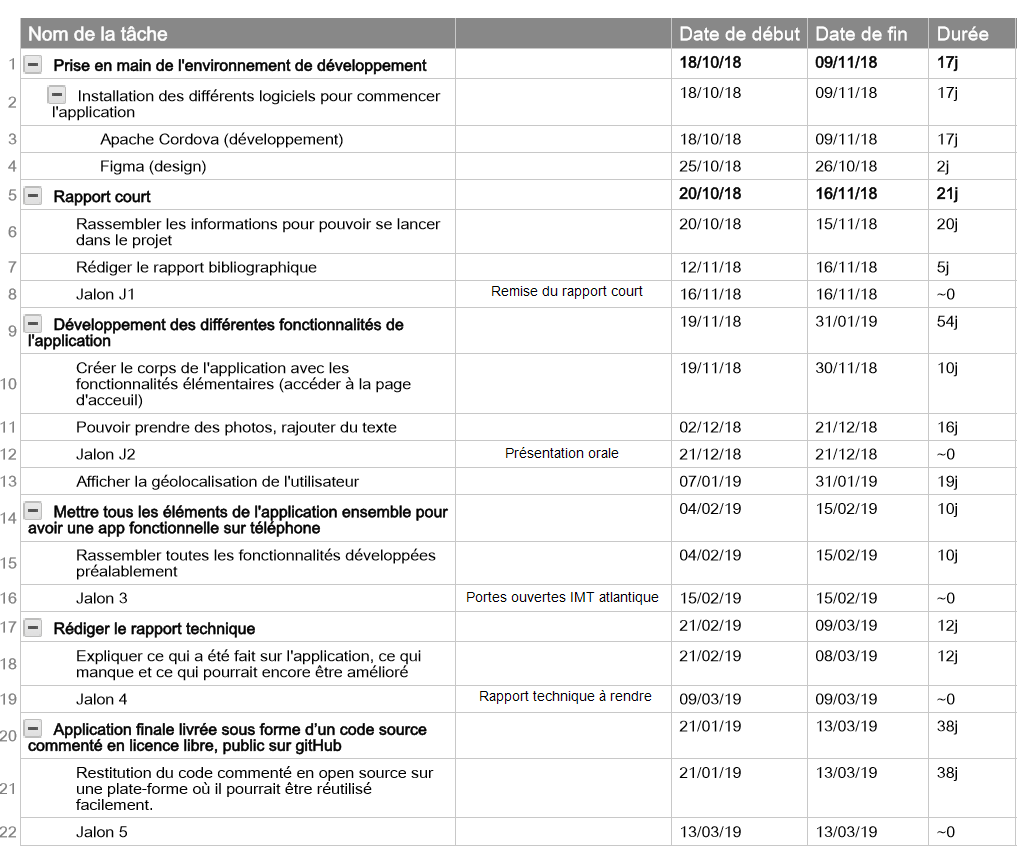 Nom de la tâche Date de début Date de fin Durée
1 Prise en main de l'environnement de développement 18/10/18 09/11/18 17j
2 Installation des différents logiciels pour commencer 18/10/18 09/11/18 17j
l'application
3 Apache Cordova (développement) 18/10/18 09/11/18 17j
4 Figma (design) 25/10/18 26/10/18 2j
5 Rapport court 20/10/18 16/11/18 21j
6 Rassembler les informations pour pouvoir se lancer 20/10/18 15/11/18 20j
dans le projet
7 Rédiger le rapport bibliographique 12/11/18 16/11/18 5j
8 Jalon J1 Remise du rapport court 16/11/18 16/11/18 ~0
9 Développement des différentes fonctionnalités de 19/11/18 31/01/19 54j
l'application
10 Créer le corps de l'application avec les 19/11/18 30/11/18 10j
fonctionnalités élémentaires (accéder à la page
d'acceuil)
11 Pouvoir prendre des photos, rajouter du texte 02/12/18 21/12/18 16j
12 Jalon J2 Présentation orale 21/12/18 21/12/18 ~0
13 Afficher la géolocalisation de l'utilisateur 07/01/19 31/01/19 19j
14 Mettre tous les éléments de l'application ensemble pour 04/02/19 15/02/19 10j
avoir une app fonctionnelle sur téléphone
15 Rassembler toutes les fonctionnalités développées 04/02/19 15/02/19 10j
préalablement
16 Jalon 3 Portes ouvertes IMT atlantique 15/02/19 15/02/19 ~0
17 Rédiger le rapport technique 21/02/19 09/03/19 12j
18 Expliquer ce qui a été fait sur l'application, ce qui 21/02/19 08/03/19 12j
manque et ce qui pourrait encore être amélioré
19 Jalon 4 Rapport technique à rendre 09/03/19 09/03/19 ~0
20 Application finale livrée sous forme d'un code source 21/01/19 13/03/19 38j
commenté en licence libre, public sur gitHub
21 Restitution du code commenté en open source sur 21/01/19 13/03/19 38j
une plate-forme où il pourrait être réutilisé
facilement.
22 Jalon 5 13/03/19 13/03/19 ~0